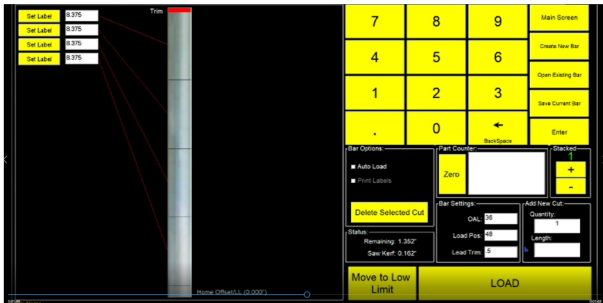 Set Label 8.375
Set Label 8.375
Set Label 8.375
Set Label 8.375
Trim
Home Offset/LL (0.000")
7 8 9 Main Screen
Create New Bar
4 5 6
Open Existing Bar
1 2 3
Save Current Bar
. 0 ← Enter
BackSpace
Bar Options:
Auto Load
Print Labels
Delete Selected Cut
Part Counter:
Zero
Stacked
1
+
-
Status:
Remaining: 1.352"
Saw Kerf: 0.162"
Bar Settings:
OAL: 36
Load Pos: 48
Lead Trim: .5
Add New Cut:
Quantity:
1
Length:
Move to Low
Limit
LOAD